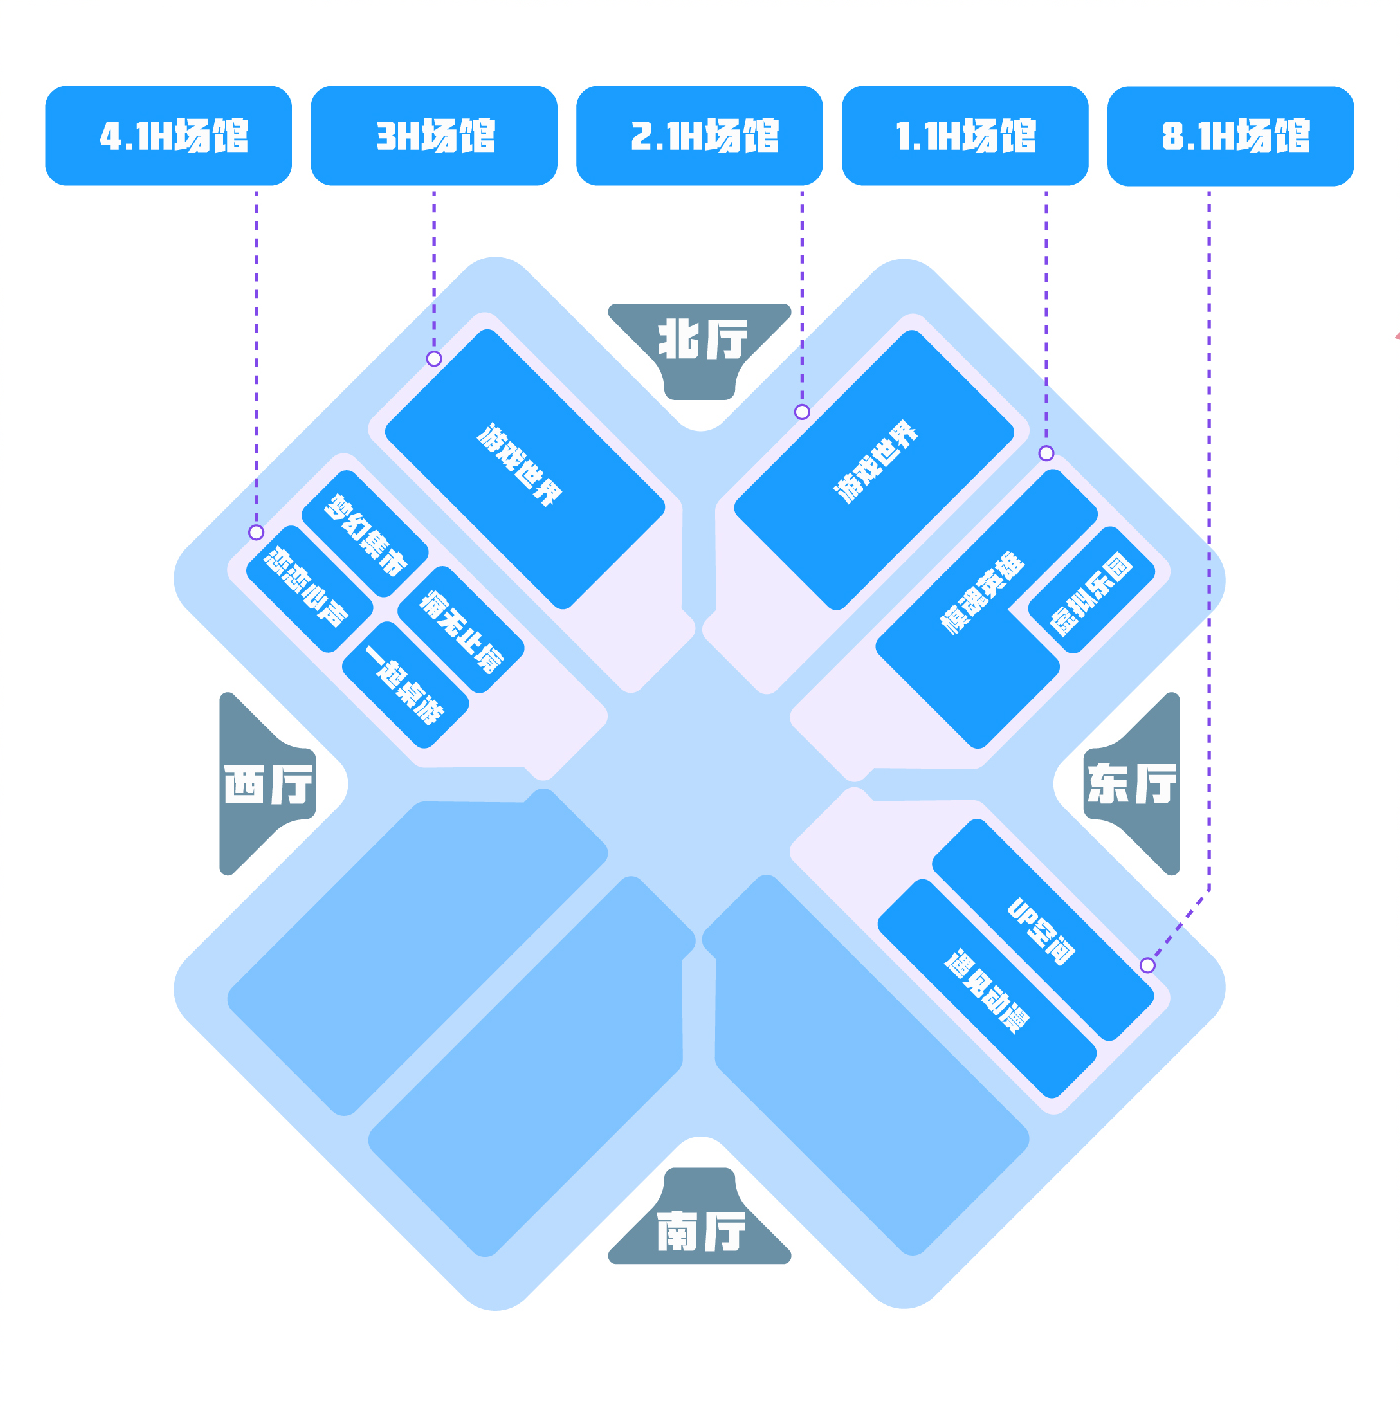 4.1H场馆
3H场馆
2.1H场馆
1.1H场馆
8.1H场馆
北厅
游戏世界
游戏世界
梦幻集市
恋恋心声
痛无止境
一起桌游
模魂英雄
虚拟乐园
西厅
东厅
UP空间
遇见动漫
南厅